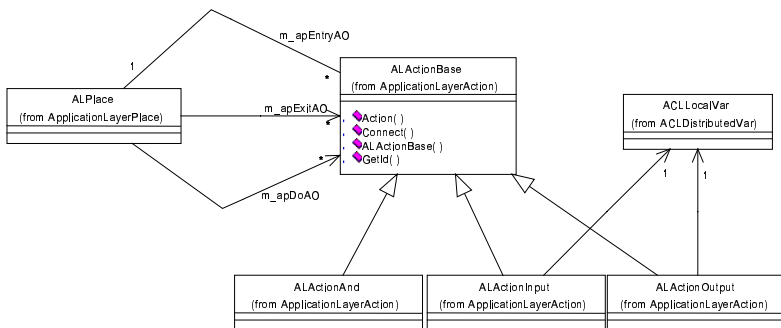 m_apEntryAO
1
*
ALActionBase
(from ApplicationLayerAction)
ALPlace
(from ApplicationLayerPlace)
m_apExitAO
*
Action( )
Connect( )
ALActionBase( )
GetId( )
*
m_apDoAO
ACLLocalVar
(from ACLDistributedVar)
1
1
ALActionAnd
(from ApplicationLayerAction)
ALActionInput
(from ApplicationLayerAction)
ALActionOutput
(from ApplicationLayerAction)